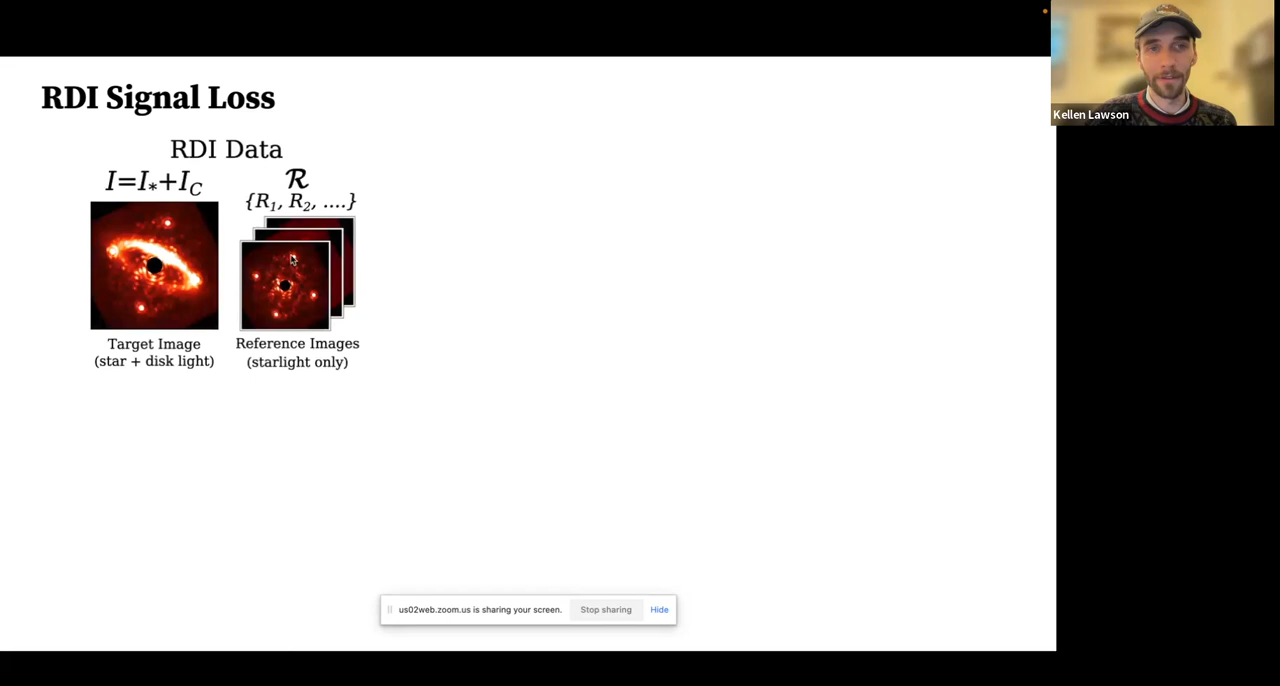 RDI Signal Loss
RDI Data
I=I*+I_C
ℛ
{R₁, R₂, ....}
Target Image
(star + disk light)
Reference Images
(starlight only)
Kellen Lawson
us02web.zoom.us is sharing your screen.
Stop sharing
Hide